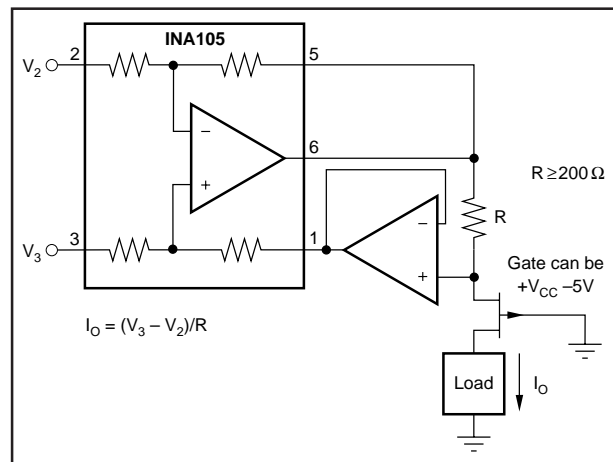 INA105
2
5
V2
−
6
+
R ≥ 200 Ω
−
R
3
1
V3
+
Gate can be
+VCC −5V
IO = (V3 − V2)/R
Load
IO